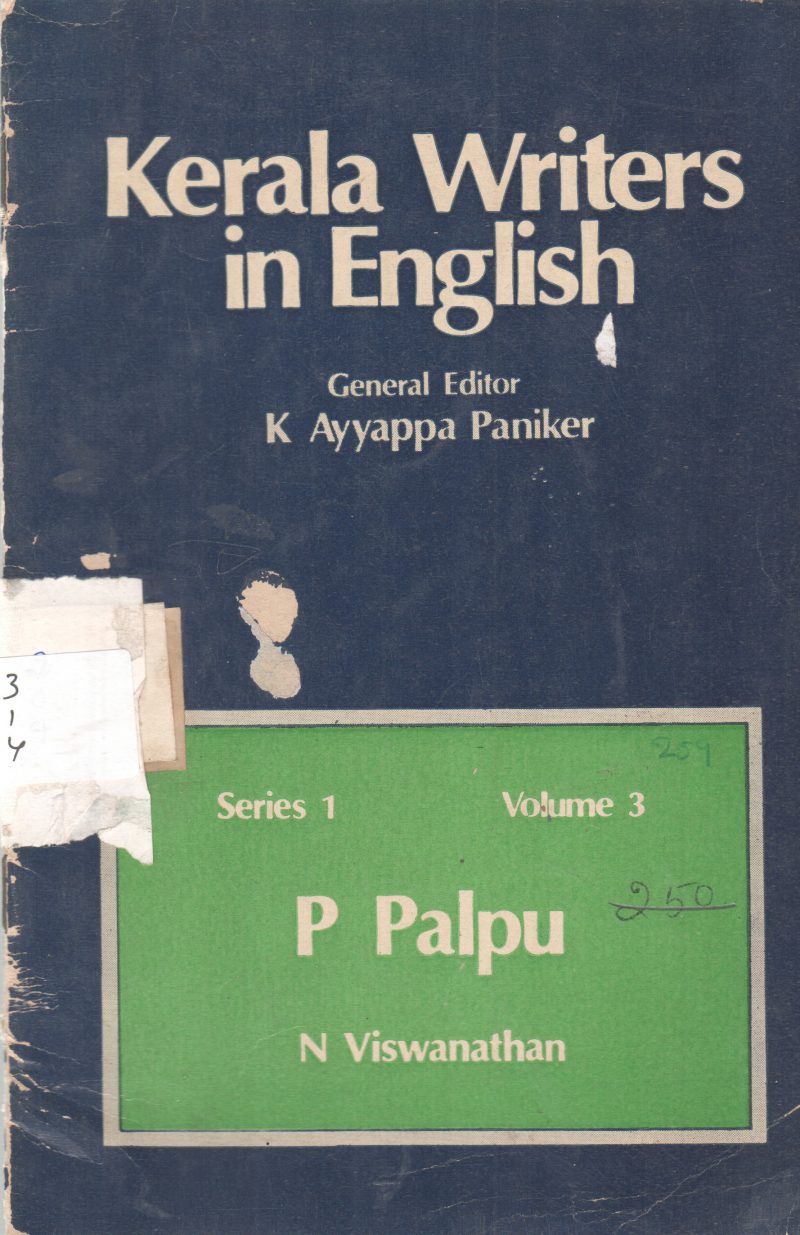 Kerala Writers
in English
General Editor
K Ayyappa Paniker
3
1
4
259
Series 1 Volume 3
250
P Palpu
N Viswanathan